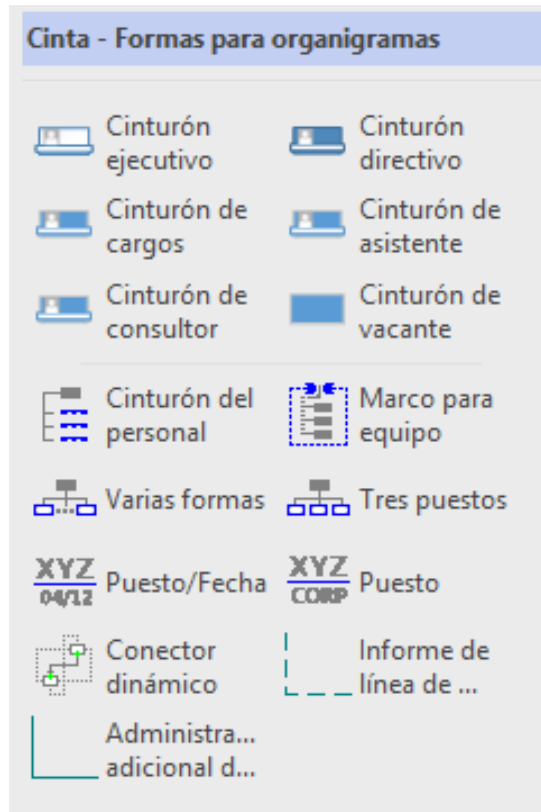 Cinta - Formas para organigramas
Cinturón
ejecutivo
Cinturón
directivo
Cinturón de
cargos
Cinturón de
asistente
Cinturón de
consultor
Cinturón de
vacante
Cinturón del
personal
Marco para
equipo
Varias formas
Tres puestos
XYZ
04/12
Puesto/Fecha
XYZ
CORP
Puesto
Conector
dinámico
Informe de
línea de ...
Administra...
adicional d...